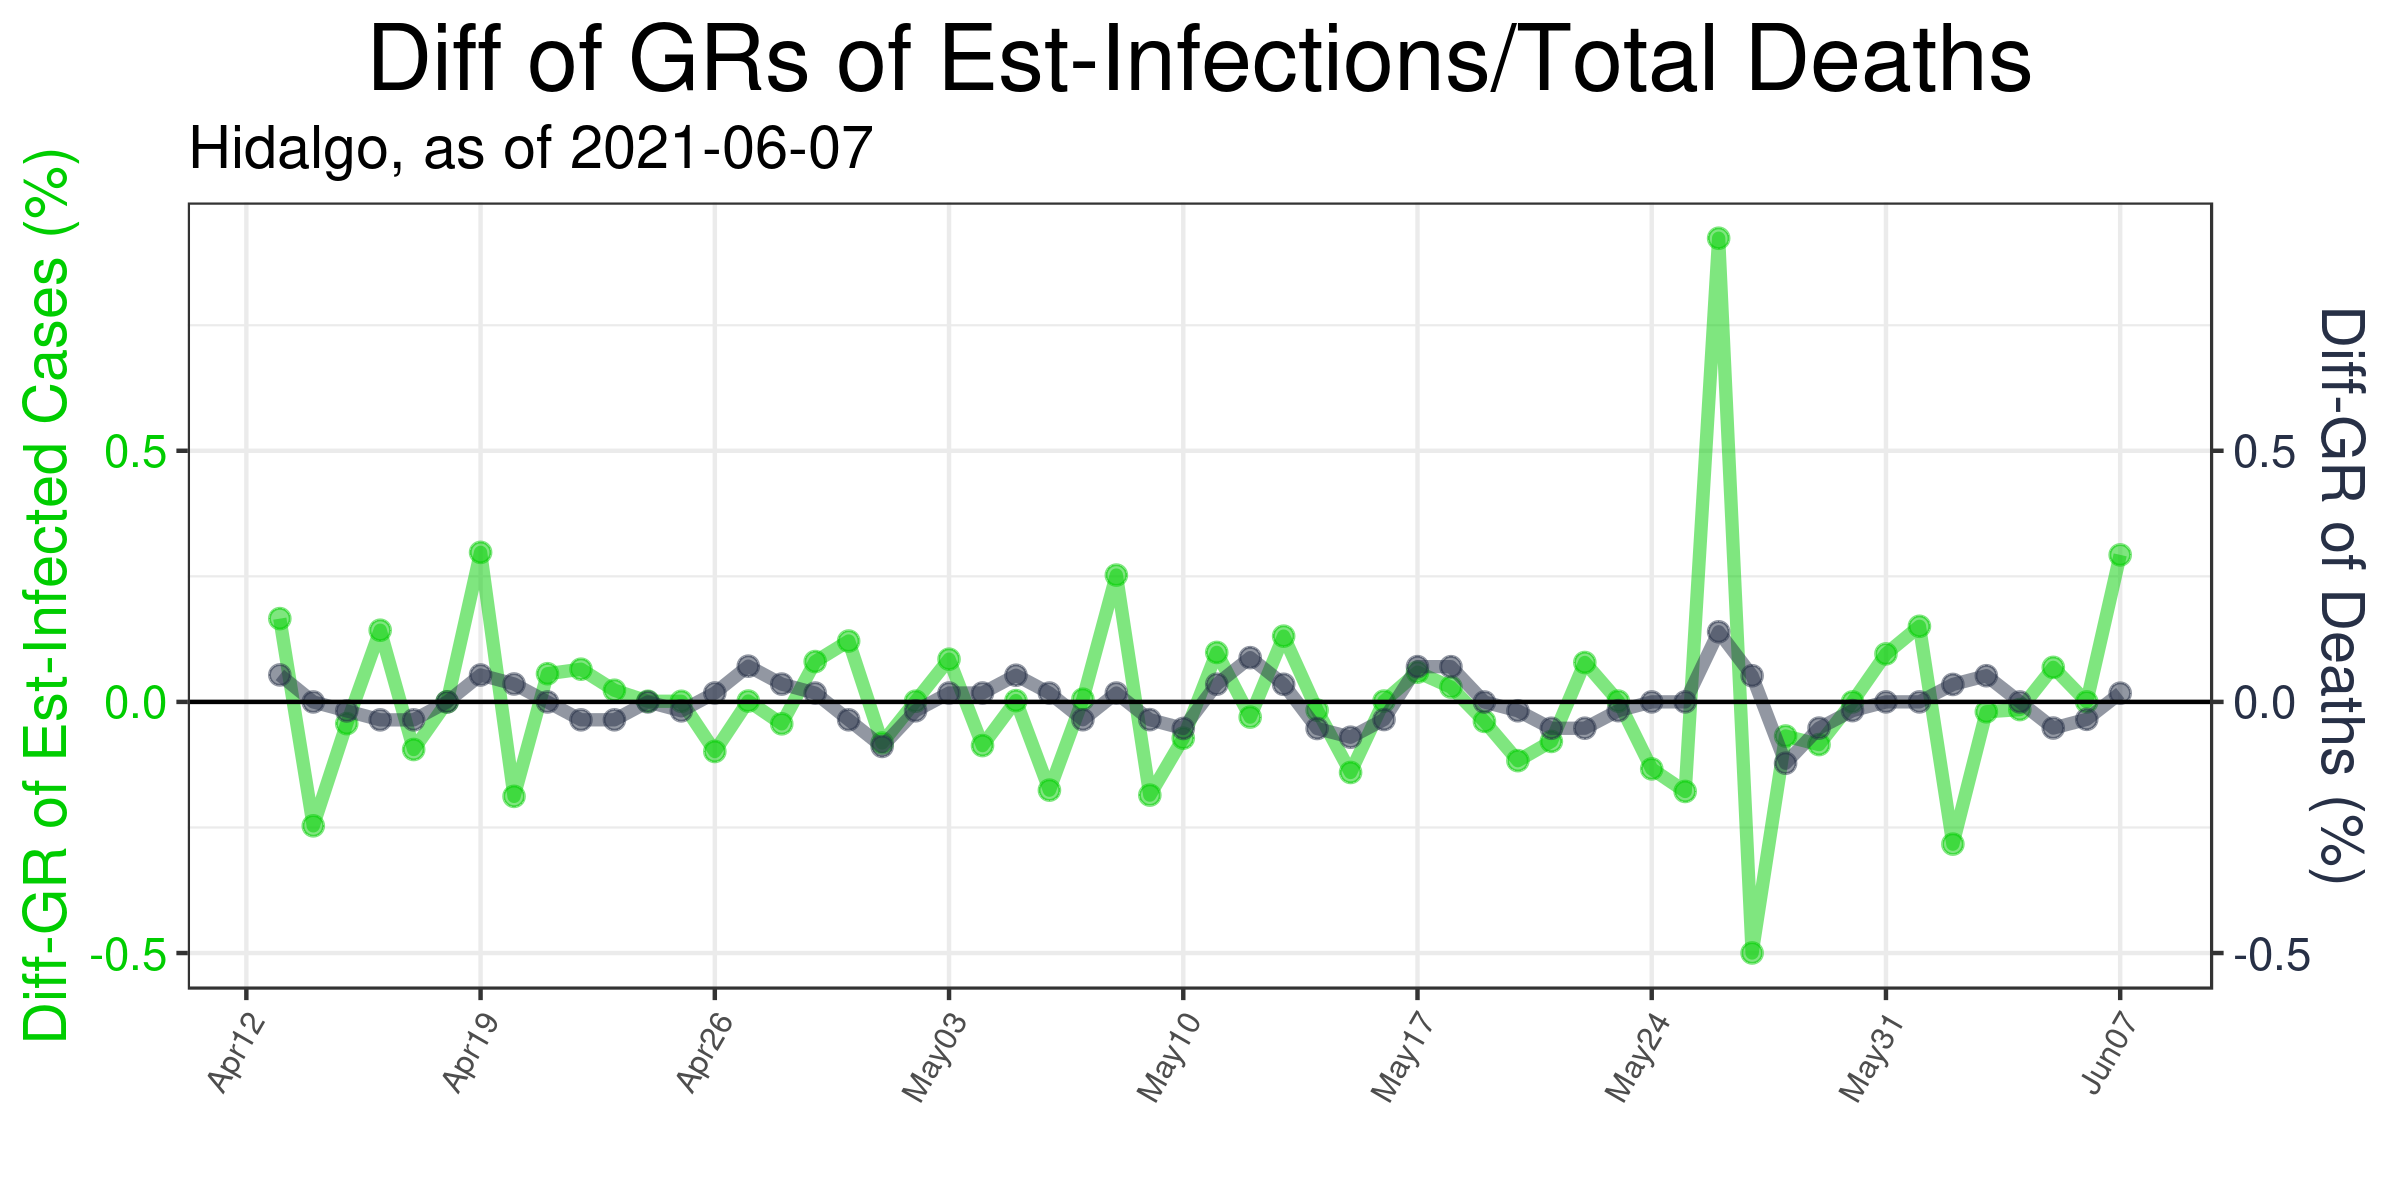 Diff of GRs of Est-Infections/Total Deaths
Hidalgo, as of 2021-06-07
Diff-GR of Est-Infected Cases (%)
0.5
0.0
-0.5
0.5
0.0
-0.5
Diff-GR of Deaths (%)
Apr12
Apr19
Apr26
May03
May10
May17
May24
May31
Jun07